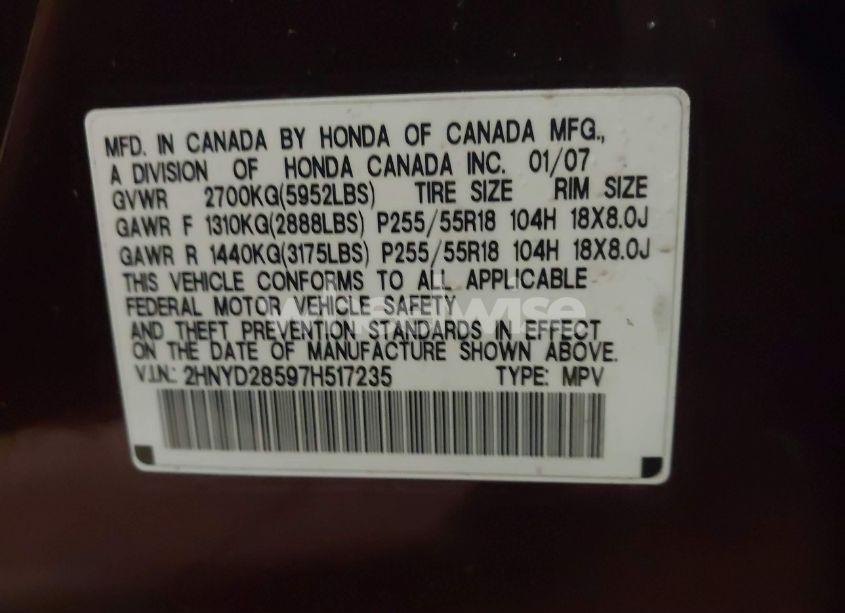 MFD. IN CANADA BY HONDA OF CANADA MFG.,
A DIVISION OF HONDA CANADA INC. 01/07
GVWR 2700KG(5952LBS) TIRE SIZE RIM SIZE
GAWR F 1310KG(2888LBS) P255/55R18 104H 18X8.0J
GAWR R 1440KG(3175LBS) P255/55R18 104H 18X8.0J
THIS VEHICLE CONFORMS TO ALL APPLICABLE
FEDERAL MOTOR VEHICLE SAFETY
AND THEFT PREVENTION STANDARDS IN EFFECT
ON THE DATE OF MANUFACTURE SHOWN ABOVE.
V.I.N.: 2HNYD28597H517235 TYPE: MPV